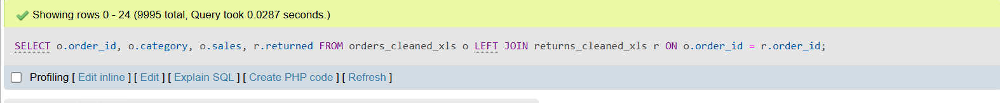 Showing rows 0 - 24 (9995 total, Query took 0.0287 seconds.)
SELECT o.order_id, o.category, o.sales, r.returned FROM orders_cleaned_xls o LEFT JOIN returns_cleaned_xls r ON o.order_id = r.order_id;
Profiling [ Edit inline ] [ Edit ] [ Explain SQL ] [ Create PHP code ] [ Refresh ]